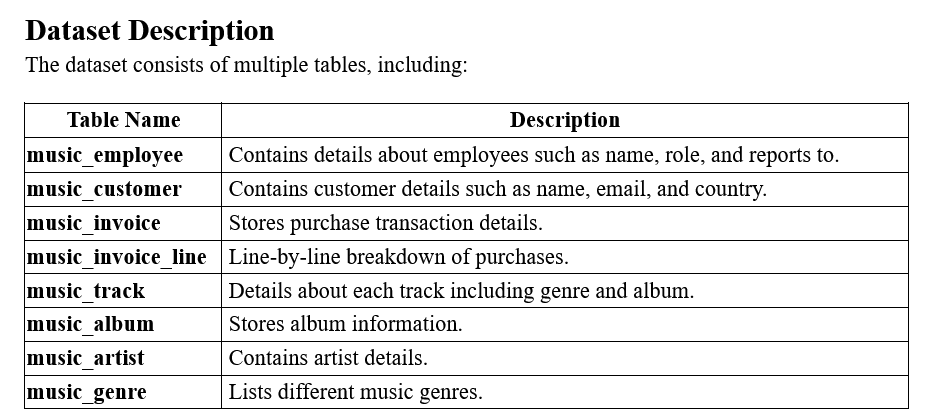 Dataset Description
The dataset consists of multiple tables, including:
Table Name Description
music_employee Contains details about employees such as name, role, and reports to.
music_customer Contains customer details such as name, email, and country.
music_invoice Stores purchase transaction details.
music_invoice_line Line-by-line breakdown of purchases.
music_track Details about each track including genre and album.
music_album Stores album information.
music_artist Contains artist details.
music_genre Lists different music genres.